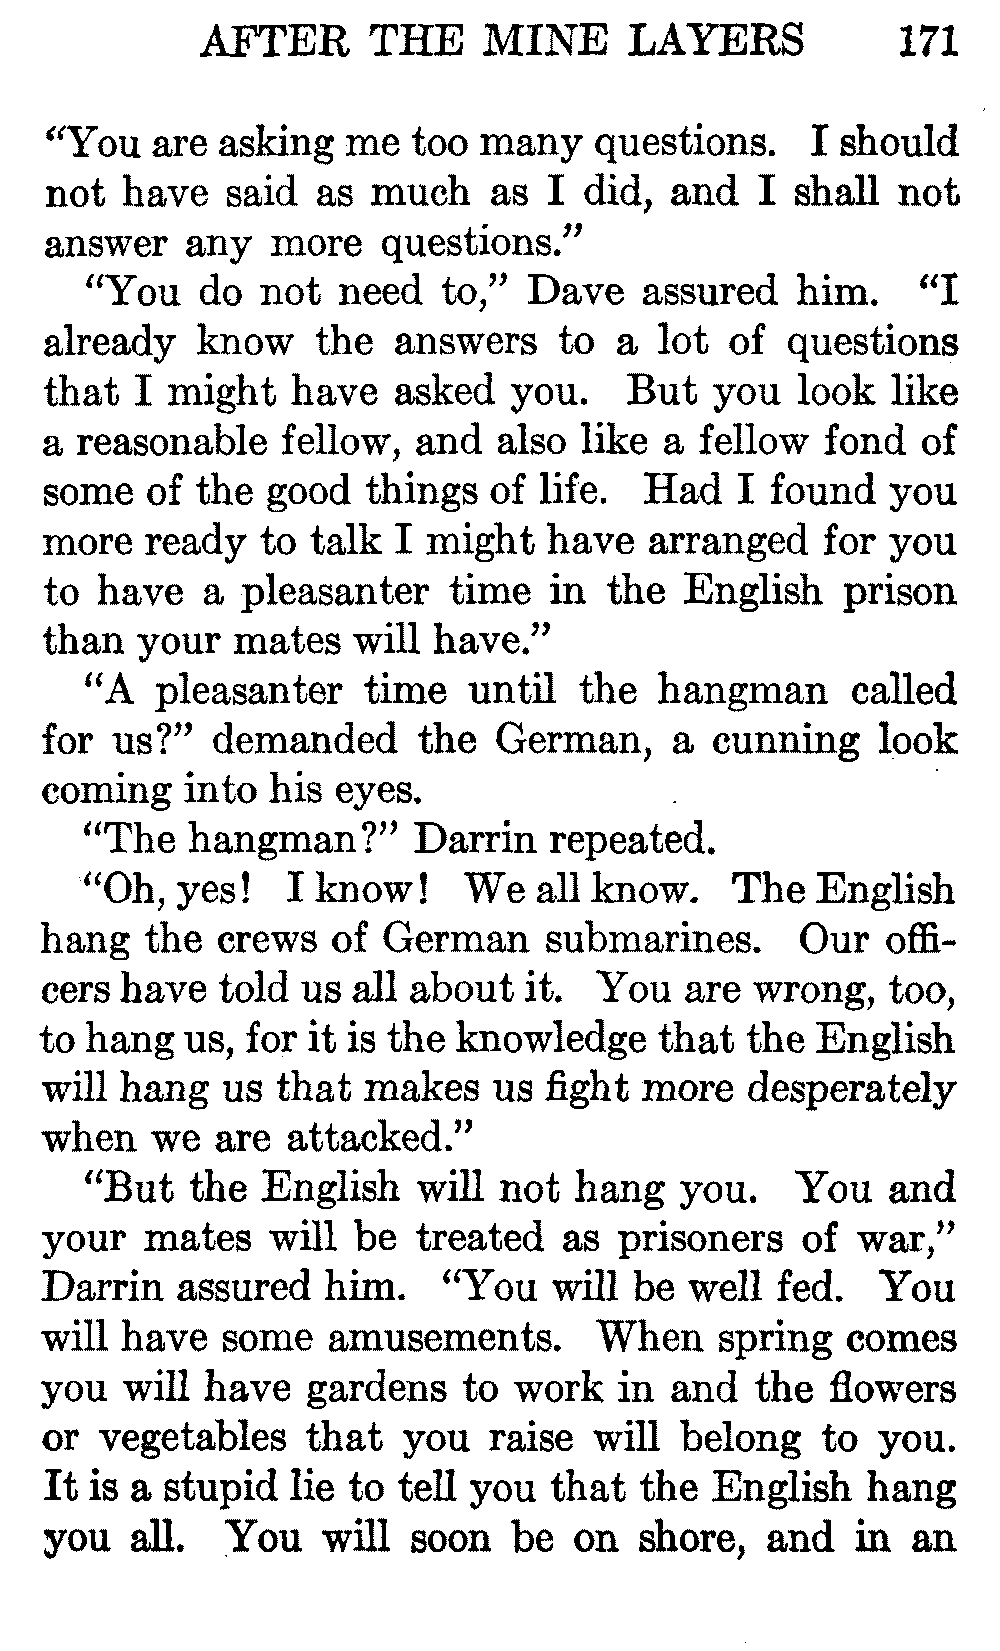 AFTER THE MINE LAYERS 171
“You are asking me too many questions. I should
not have said as much as I did, and I shall not
answer any more questions.”
“You do not need to,” Dave assured him. “I
already know the answers to a lot of questions
that I might have asked you. But you look like
a reasonable fellow, and also like a fellow fond of
some of the good things of life. Had I found you
more ready to talk I might have arranged for you
to have a pleasanter time in the English prison
than your mates will have.”
“A pleasanter time until the hangman called
for us?” demanded the German, a cunning look
coming into his eyes.
“The hangman?” Darrin repeated.
“Oh, yes! I know! We all know. The English
hang the crews of German submarines. Our offi-
cers have told us all about it. You are wrong, too,
to hang us, for it is the knowledge that the English
will hang us that makes us fight more desperately
when we are attacked.”
“But the English will not hang you. You and
your mates will be treated as prisoners of war,”
Darrin assured him. “You will be well fed. You
will have some amusements. When spring comes
you will have gardens to work in and the flowers
or vegetables that you raise will belong to you.
It is a stupid lie to tell you that the English hang
you all. You will soon be on shore, and in an